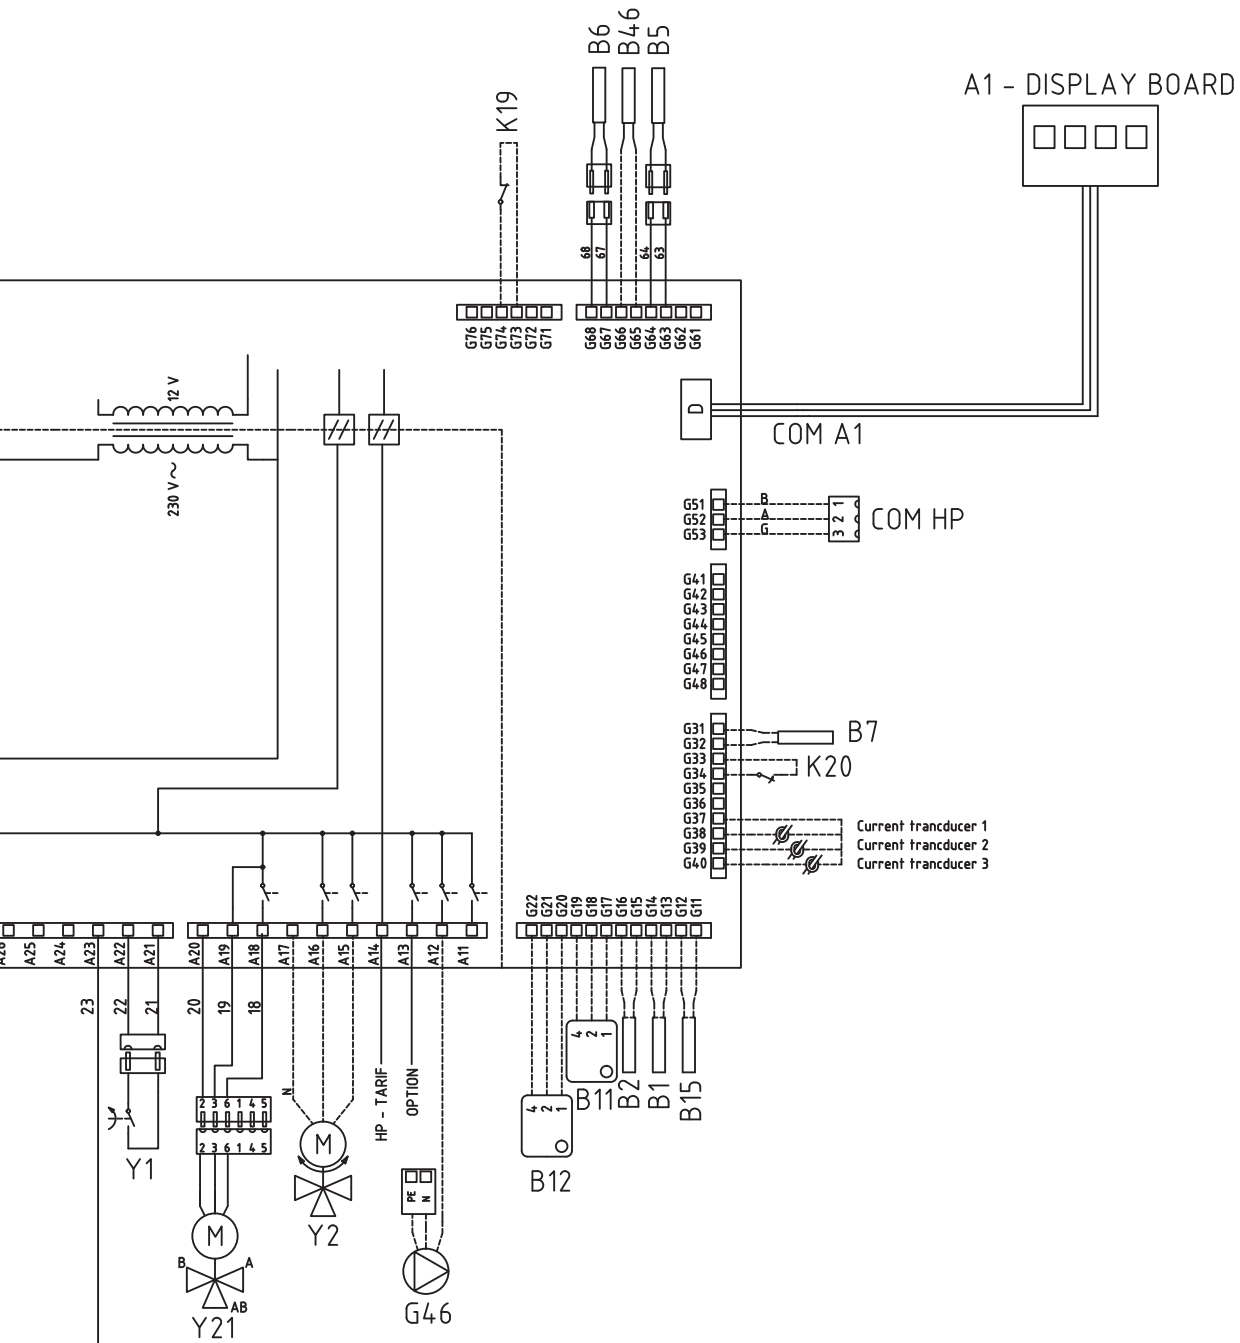 B6
B46
B5
A1 - DISPLAY BOARD
K19
68
67
64
63
G76
G75
G74
G73
G72
G71
G68
G67
G66
G65
G64
G63
G62
G61
12 V
230 V ~
D
COM A1
G51
G52
G53
B
A
G
1
2
3
COM HP
G41
G42
G43
G44
G45
G46
G47
G48
G31
G32
G33
G34
G35
G36
G37
G38
G39
G40
B7
K20
Current trancducer 1
Current trancducer 2
Current trancducer 3
G22
G21
G20
G19
G18
G17
G16
G15
G14
G13
G12
G11
A26
A25
A24
A23
A22
A21
A20
A19
A18
A17
A16
A15
A14
A13
A12
A11
23
22
21
20
19
18
N
HP - TARIF
OPTION
2 3 6 1 4 5
2 3 6 1 4 5
4 2 1
B11
B2
B1
B15
4 2 1
B12
Y1
M
Y2
PE
N
G46
M
B
A
AB
Y21